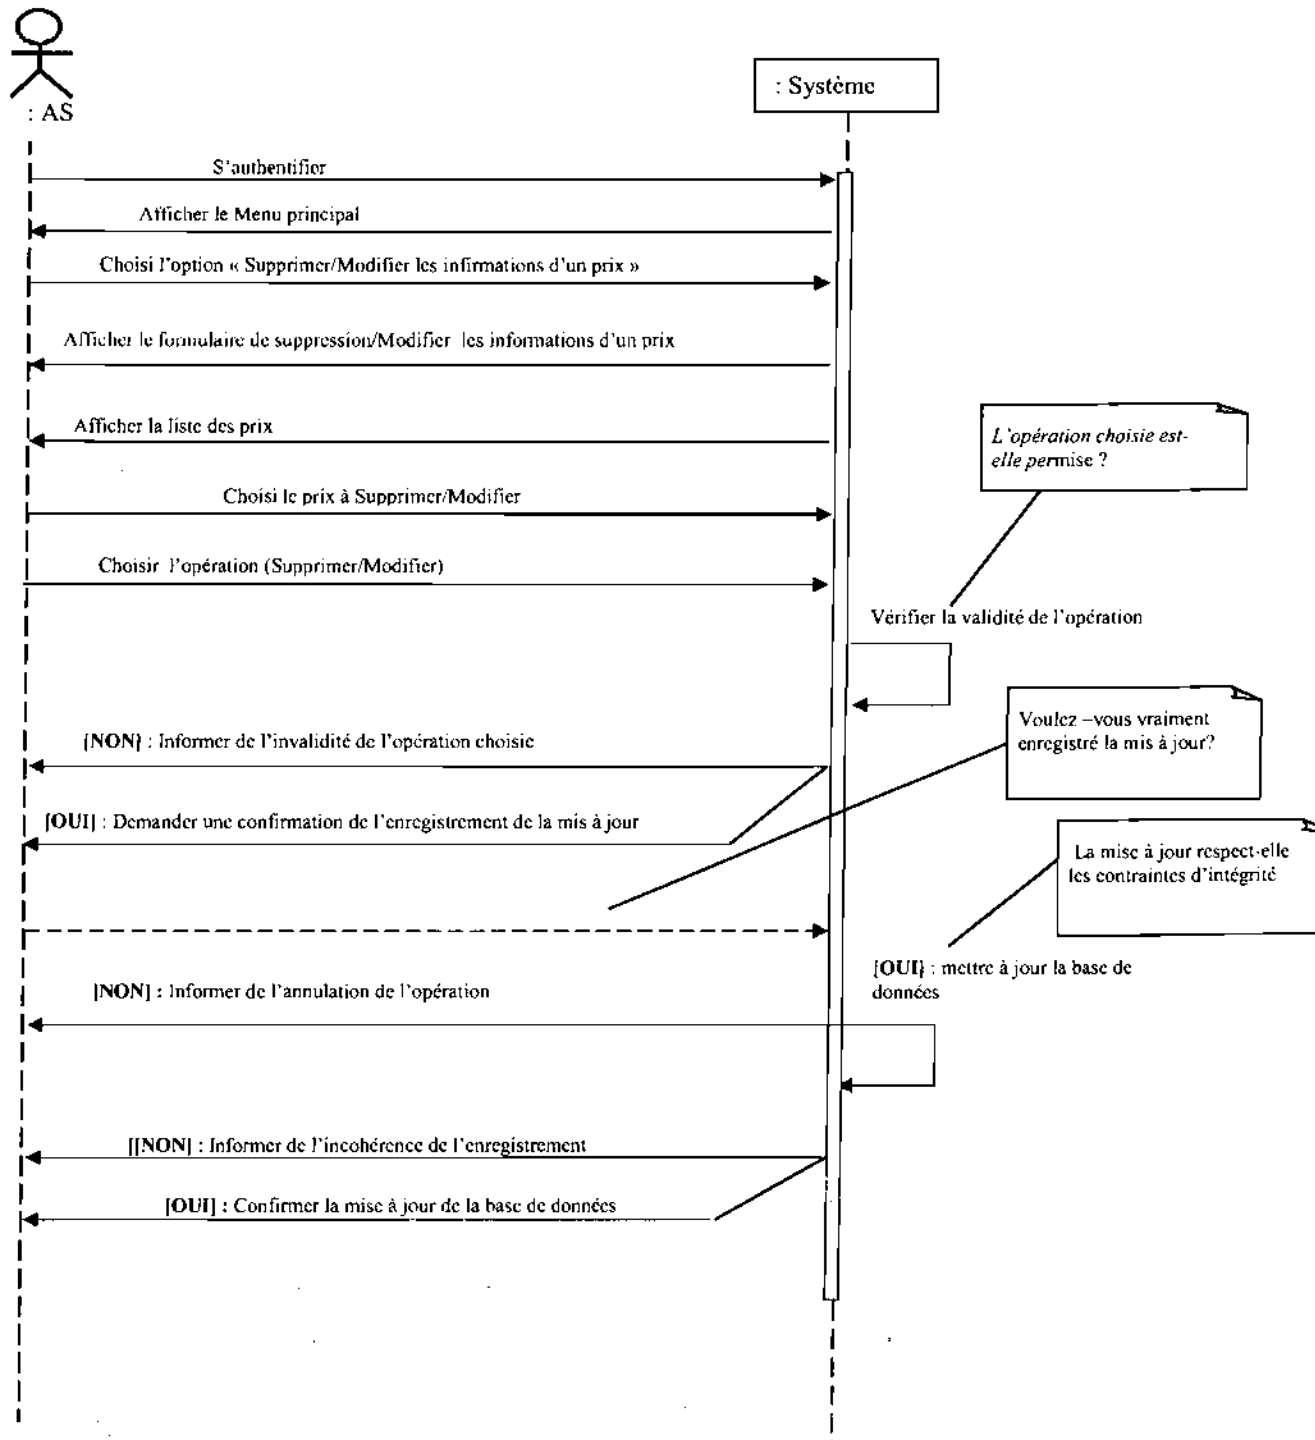 : AS
: Système
S'authentifier
Afficher le Menu principal
Choisi l'option « Supprimer/Modifier les infirmations d'un prix »
Afficher le formulaire de suppression/Modifier les informations d'un prix
Afficher la liste des prix
L'opération choisie est-
elle permise ?
Choisi le prix à Supprimer/Modifier
Choisir l'opération (Supprimer/Modifier)
Vérifier la validité de l'opération
Voulez –vous vraiment
enregistré la mis à jour?
[NON] : Informer de l'invalidité de l'opération choisie
[OUI] : Demander une confirmation de l'enregistrement de la mis à jour
La mise à jour respect-elle
les contraintes d'intégrité
[OUI] : mettre à jour la base de
données
[NON] : Informer de l'annulation de l'opération
[[NON] : Informer de l'incohérence de l'enregistrement
[OUI] : Confirmer la mise à jour de la base de données